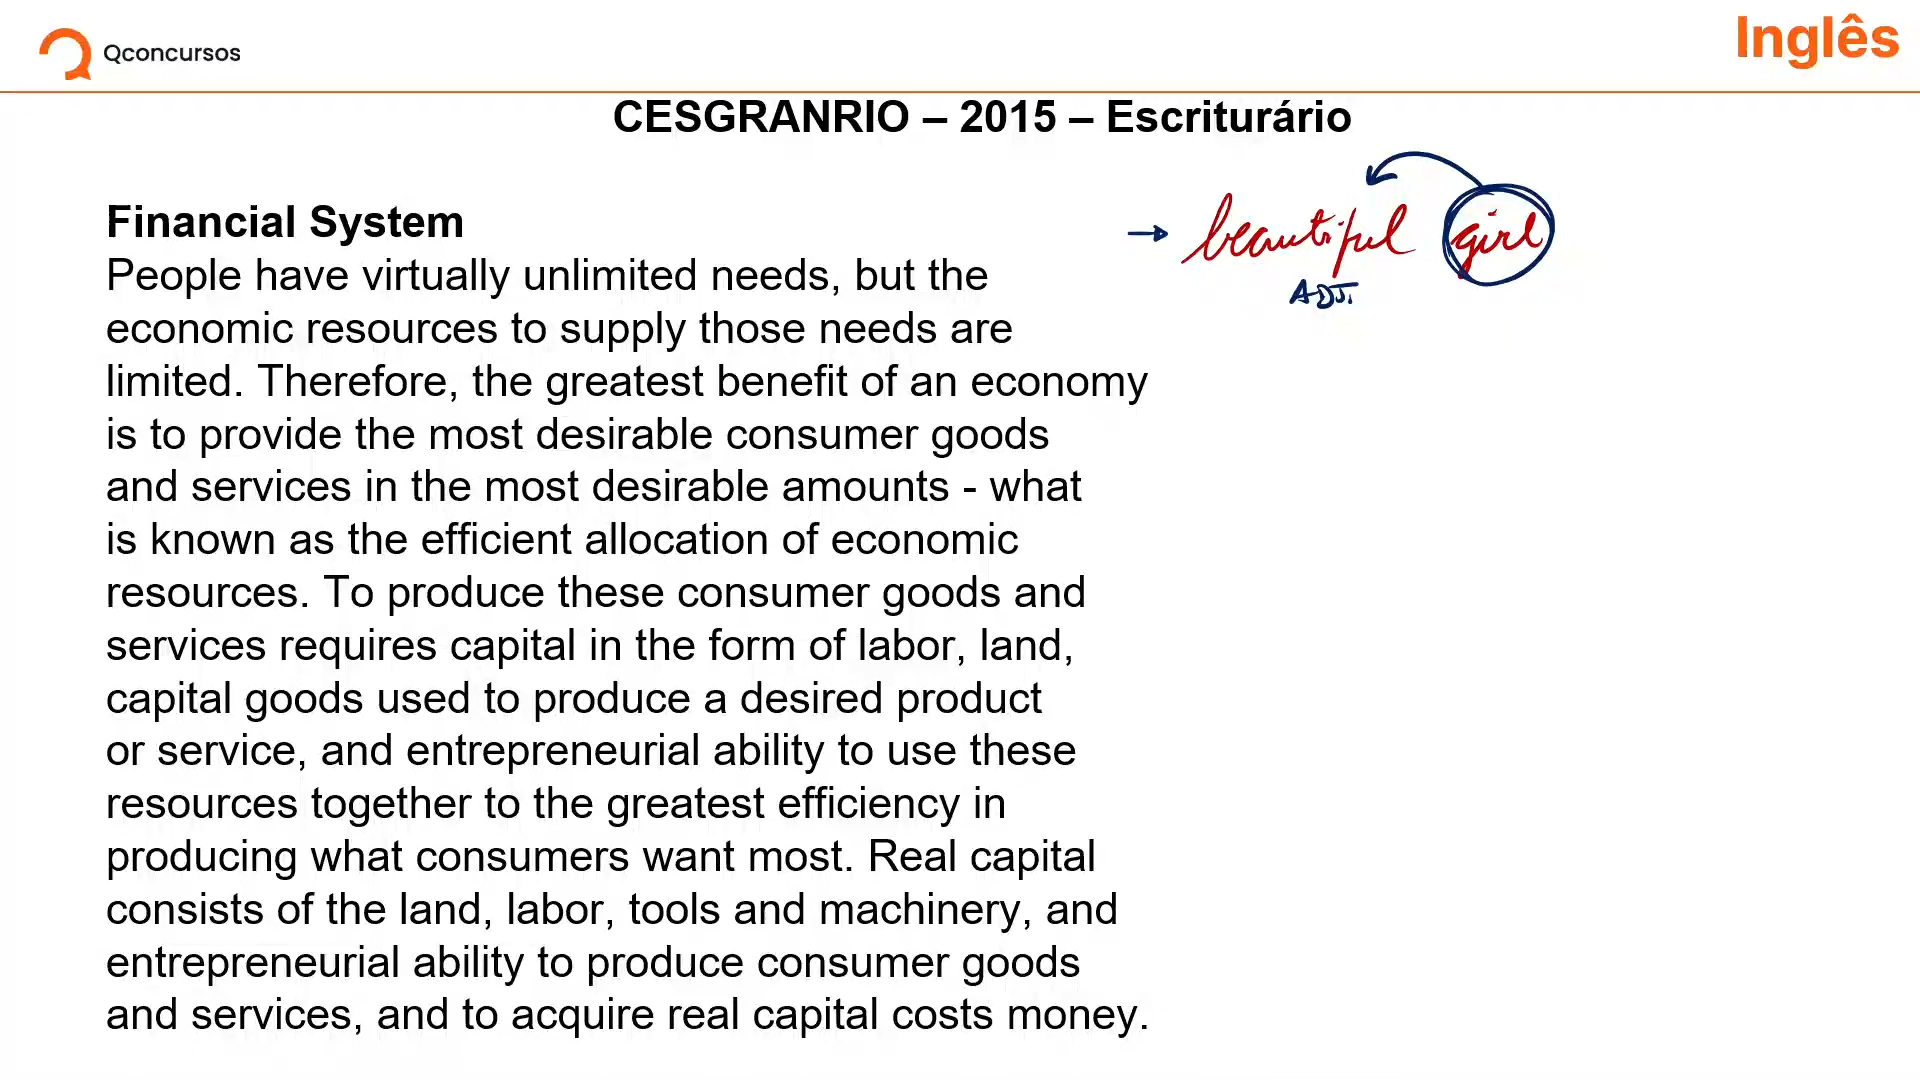 Qconcursos
Inglês
CESGRANRIO – 2015 – Escriturário
→ beautiful girl
ADJ.
Financial System
People have virtually unlimited needs, but the
economic resources to supply those needs are
limited. Therefore, the greatest benefit of an economy
is to provide the most desirable consumer goods
and services in the most desirable amounts - what
is known as the efficient allocation of economic
resources. To produce these consumer goods and
services requires capital in the form of labor, land,
capital goods used to produce a desired product
or service, and entrepreneurial ability to use these
resources together to the greatest efficiency in
producing what consumers want most. Real capital
consists of the land, labor, tools and machinery, and
entrepreneurial ability to produce consumer goods
and services, and to acquire real capital costs money.